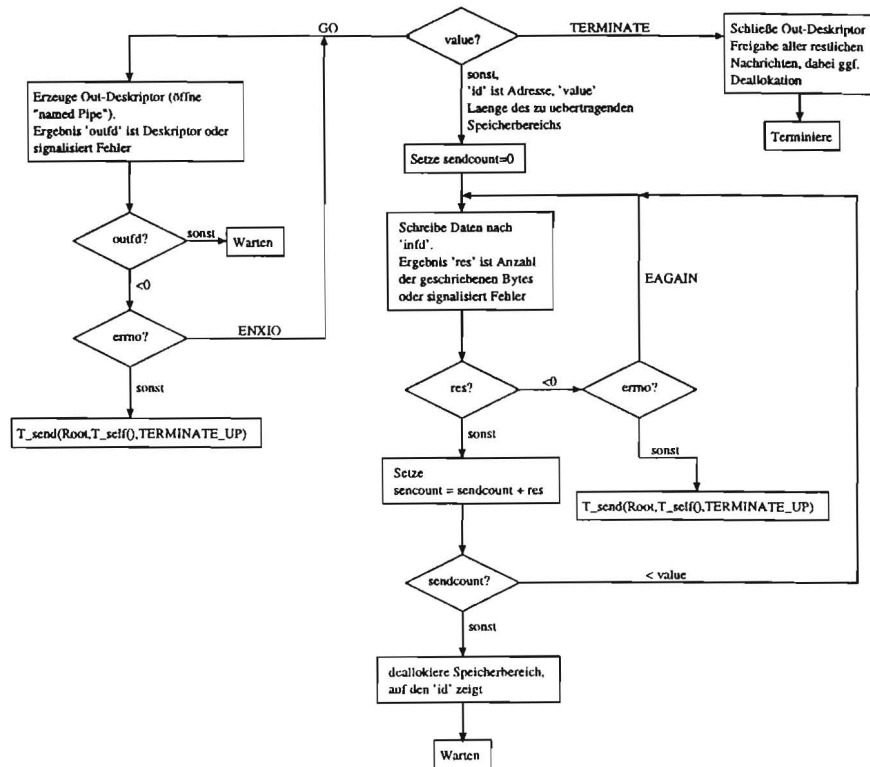 GO
value?
TERMINATE
Schließe Out-Deskriptor
Freigabe aller restlichen
Nachrichten, dabei ggf.
Deallokation
Terminiere
sonst,
'id' ist Adresse, 'value'
Laenge des zu uebertragenden
Speicherbereichs
Setze sendcount=0
Erzeuge Out-Deskriptor (öffne
"named Pipe").
Ergebnis 'outfd' ist Deskriptor oder
signalisiert Fehler
outfd?
sonst
Warten
<0
errno?
ENXIO
sonst
T_send(Root,T_self(),TERMINATE_UP)
Schreibe Daten nach
'infd'.
Ergebnis 'res' ist Anzahl
der geschriebenen Bytes
oder signalisiert Fehler
EAGAIN
res?
<0
errno?
sonst
sonst
Setze
sencount = sendcount + res
T_send(Root,T_self(),TERMINATE_UP)
sendcount?
< value
sonst
deallokiere Speicherbereich,
auf den 'id' zeigt
Warten